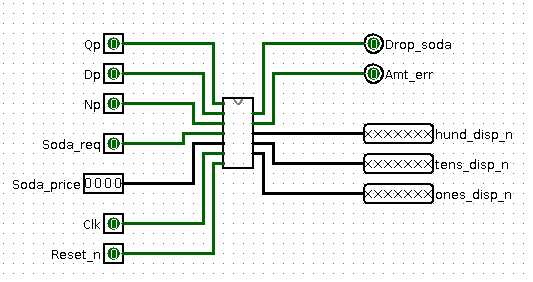 Qp 0
Dp 0
Np 0
Soda_req 0
Soda_price 0000
Clk 0
Reset_n 0
0 Drop_soda
0 Amt_err
XXXXXXX hund_disp_n
XXXXXXX tens_disp_n
XXXXXXX ones_disp_n